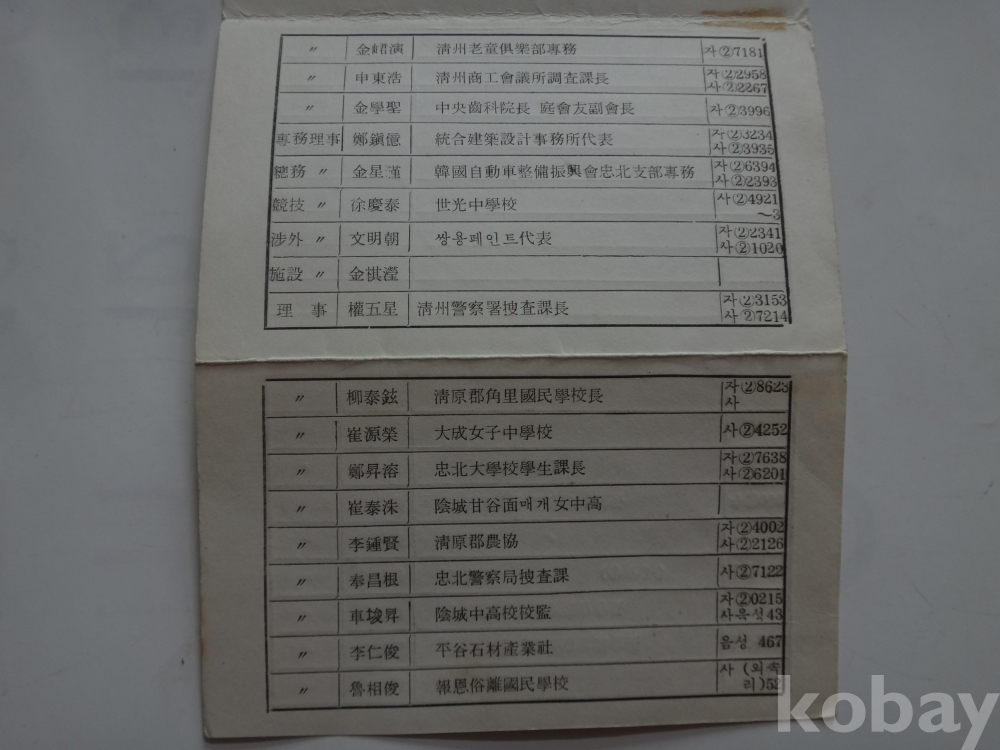 〃 金峮演 淸州老童俱樂部專務 자②7181
〃 申東浩 淸州商工會議所調査課長 자②2958
사②2267
〃 金學聖 中央齒科院長 庭會友副會長 자②3996
專務理事 鄭鎭億 統合建築設計事務所代表 자②3234
사②3935
總務 〃 金星漢 韓國自動車整備振興會忠北支部專務 자②6394
사②2393
競技 〃 徐慶泰 世光中學校 사②4921
～3
涉外 〃 文明朝 쌍용페인트代表 자②2341
사②1020
施設 〃 金祺瀅
理 事 權五星 淸州警察署搜査課長 자②3153
사②7214
〃 柳泰鉉 淸原郡角里國民學校長 자②8623
사
〃 崔源榮 大成女子中學校 사②4252
〃 鄭昇溶 忠北大學校學生課長 자②7638
사②6201
〃 崔泰洙 陰城甘谷面매개女中高
〃 李鍾賢 淸原郡農協 자②4002
사②2126
〃 奉昌根 忠北警察局搜査課 사②7122
〃 車埈昇 陰城中高校校監 자②0215
사음성43
〃 李仁俊 平谷石材產業社 음성 467
〃 魯相俊 報恩俗離國民學校 사 (외속
리)52
kobay